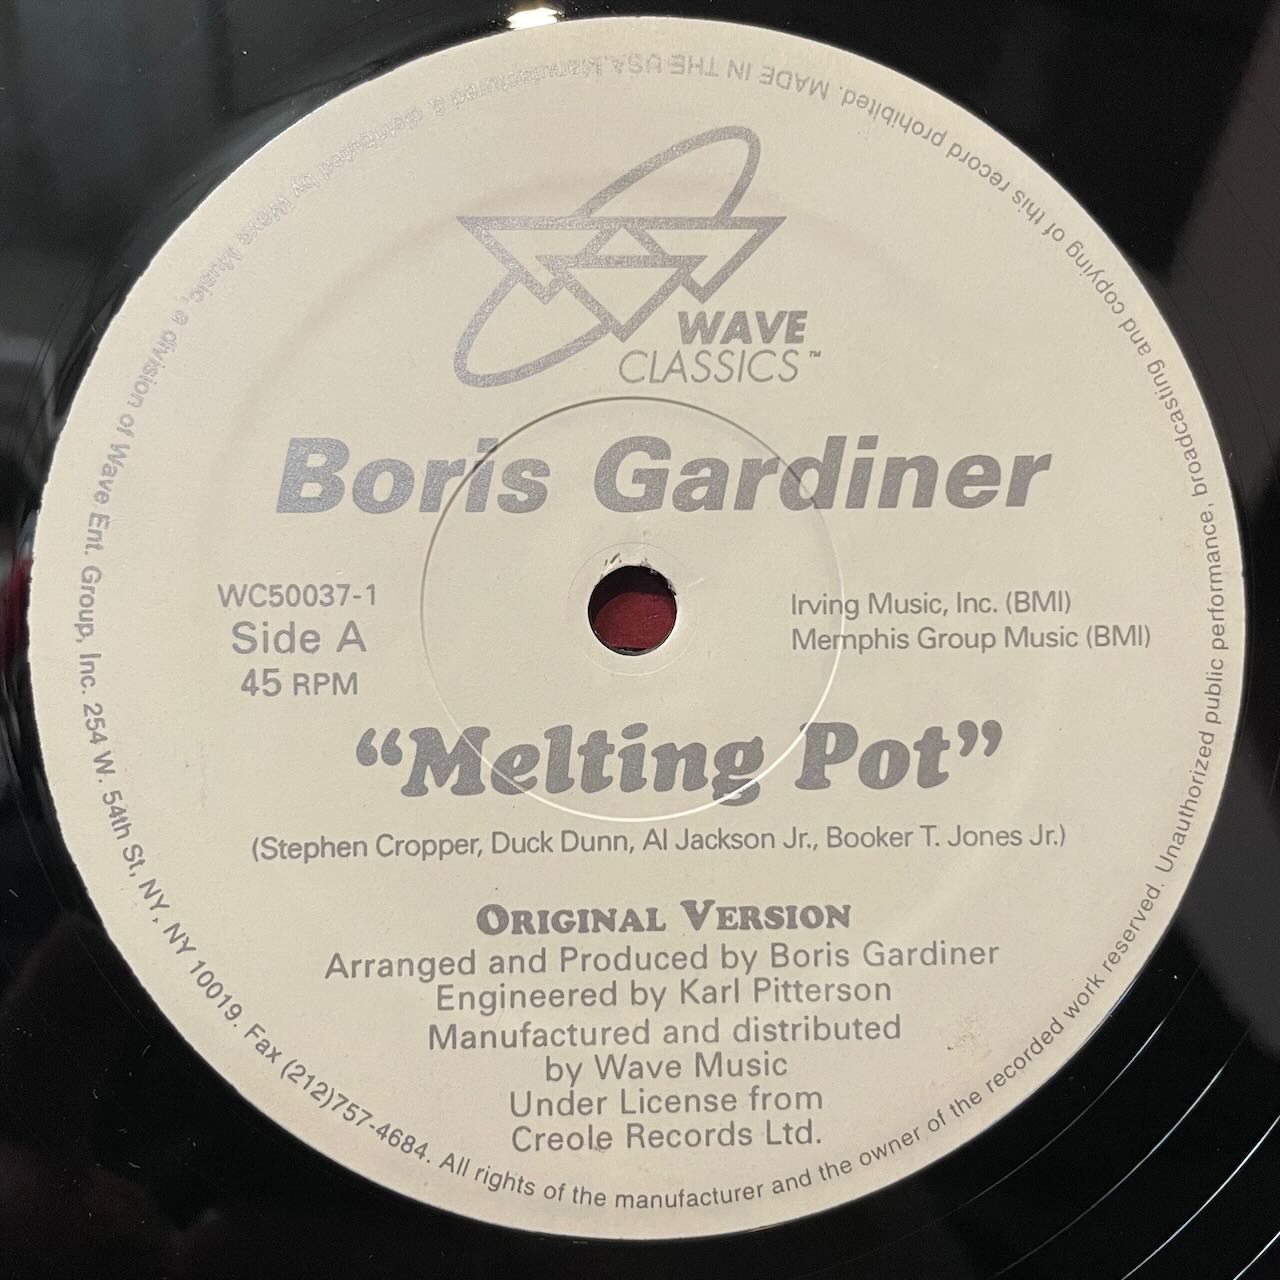 WAVE
CLASSICS™
Boris Gardiner
WC50037-1
Side A
45 RPM
Irving Music, Inc. (BMI)
Memphis Group Music (BMI)
“Melting Pot”
(Stephen Cropper, Duck Dunn, Al Jackson Jr., Booker T. Jones Jr.)
ORIGINAL VERSION
Arranged and Produced by Boris Gardiner
Engineered by Karl Pitterson
Manufactured and distributed
by Wave Music
Under License from
Creole Records Ltd.
Manufactured & distributed by Wave Music, a division of Wave Ent. Group, Inc. 254 W. 54th St, NY, NY 10019. Fax (212)757-4684. All rights of the manufacturer and the owner of the recorded work reserved. Unauthorized public performance, broadcasting and copying of this record prohibited. MADE IN THE USA.